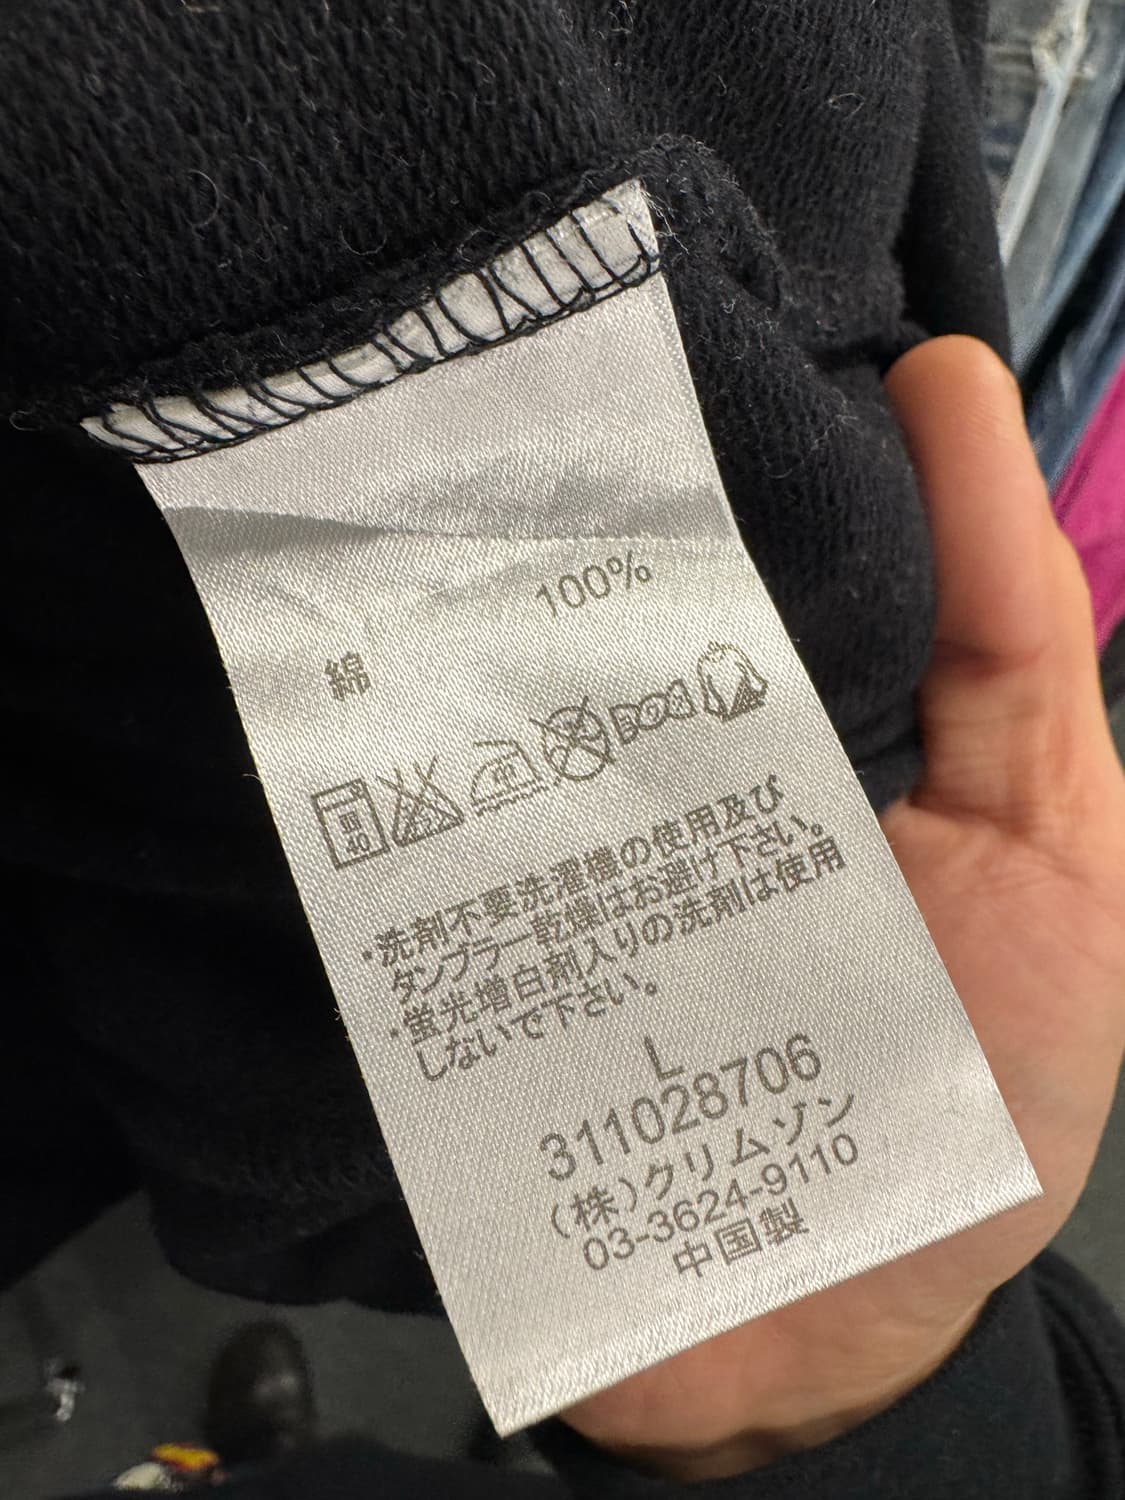 綿 100%
弱
40
中
・洗剤不要洗濯機の使用及び
タンブラー乾燥はお避け下さい。
・蛍光増白剤入りの洗剤は使用
しないで下さい。
L
311028706
(株)クリムゾン
03-3624-9110
中国製